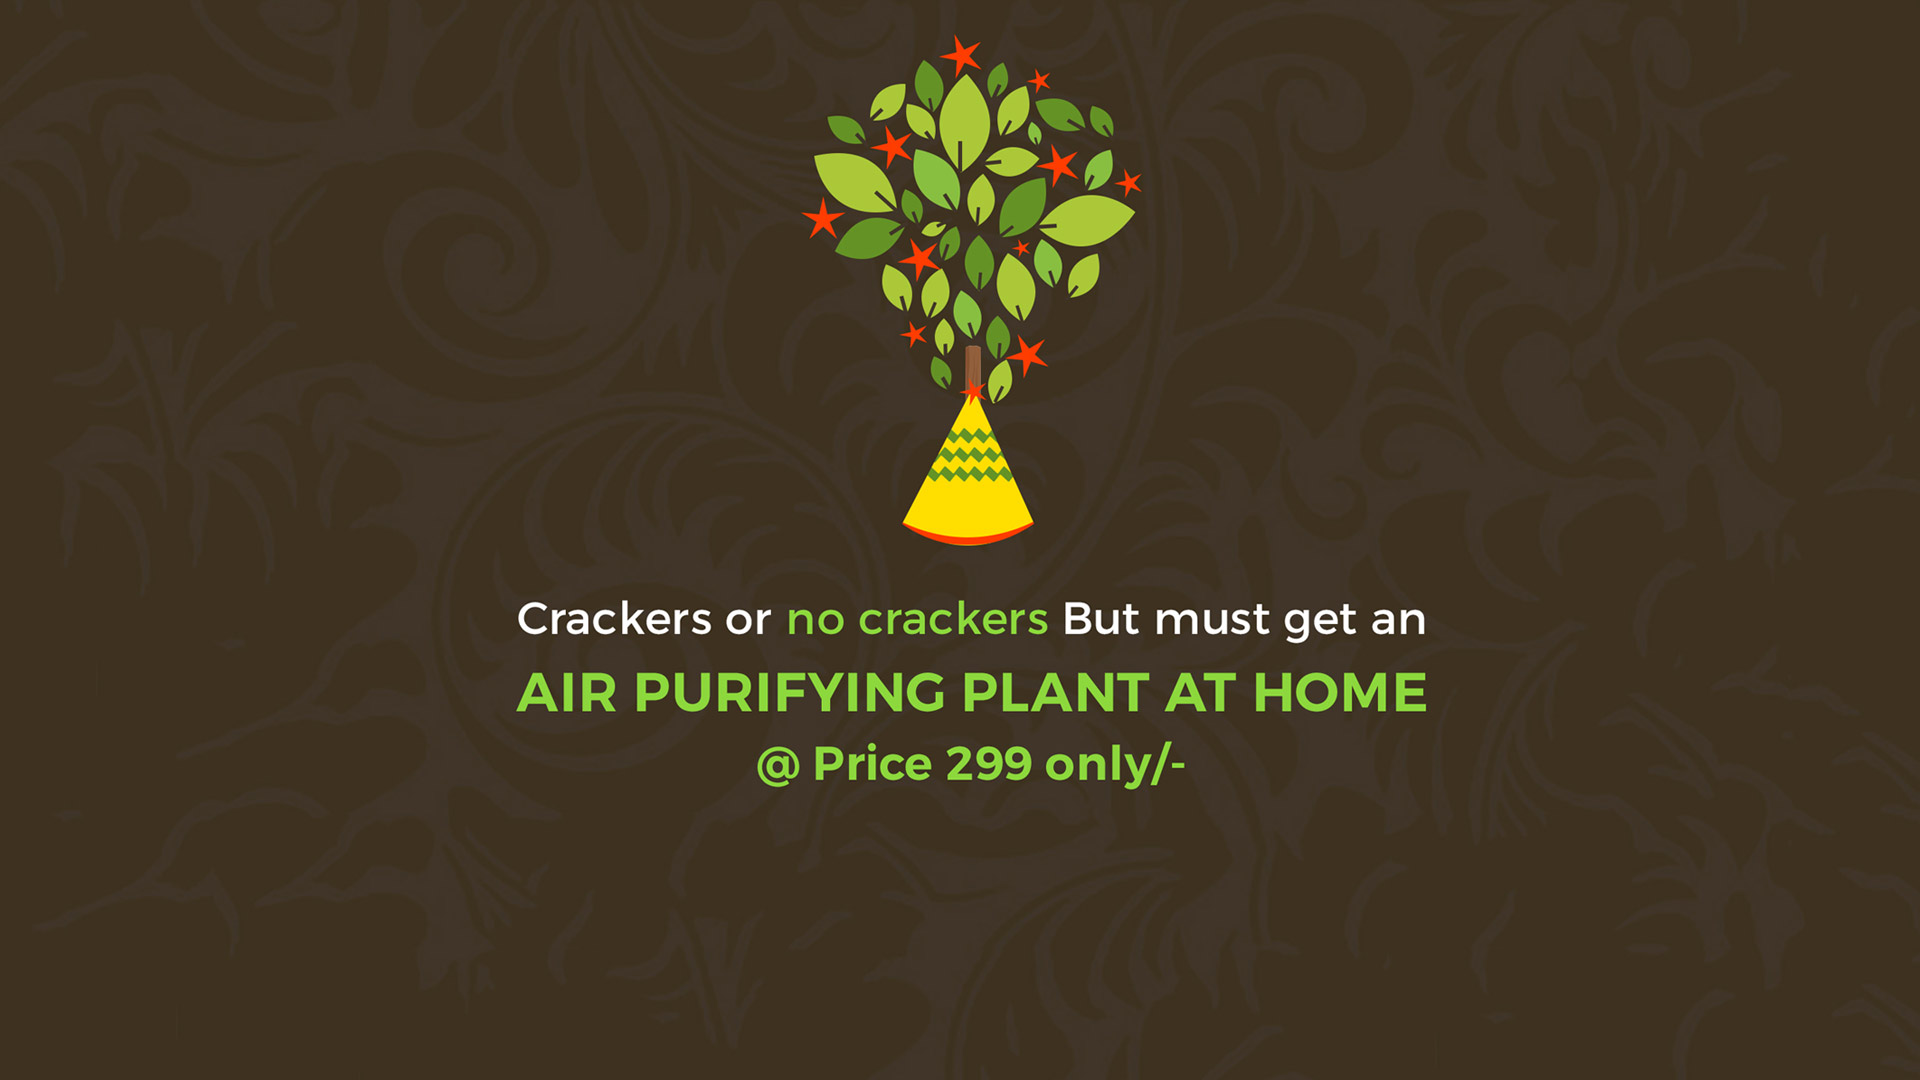 Crackers or no crackers But must get an
AIR PURIFYING PLANT AT HOME
@ Price 299 only/-